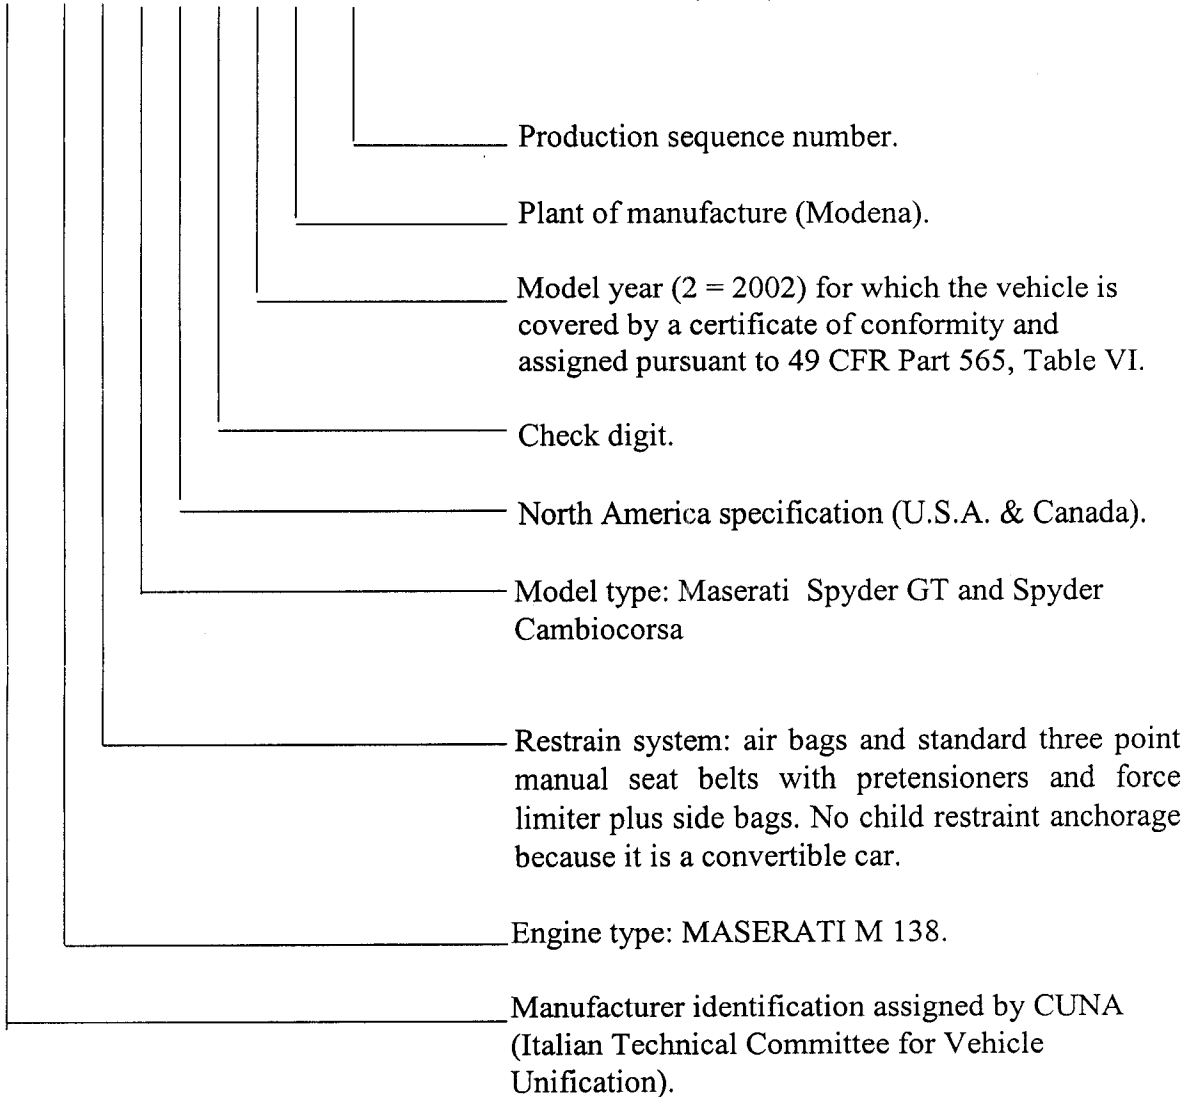 Production sequence number.
Plant of manufacture (Modena).
Model year (2 = 2002) for which the vehicle is
covered by a certificate of conformity and
assigned pursuant to 49 CFR Part 565, Table VI.
Check digit.
North America specification (U.S.A. & Canada).
Model type: Maserati Spyder GT and Spyder
Cambiocorsa
Restrain system: air bags and standard three point
manual seat belts with pretensioners and force
limiter plus side bags. No child restraint anchorage
because it is a convertible car.
Engine type: MASERATI M 138.
Manufacturer identification assigned by CUNA
(Italian Technical Committee for Vehicle
Unification).